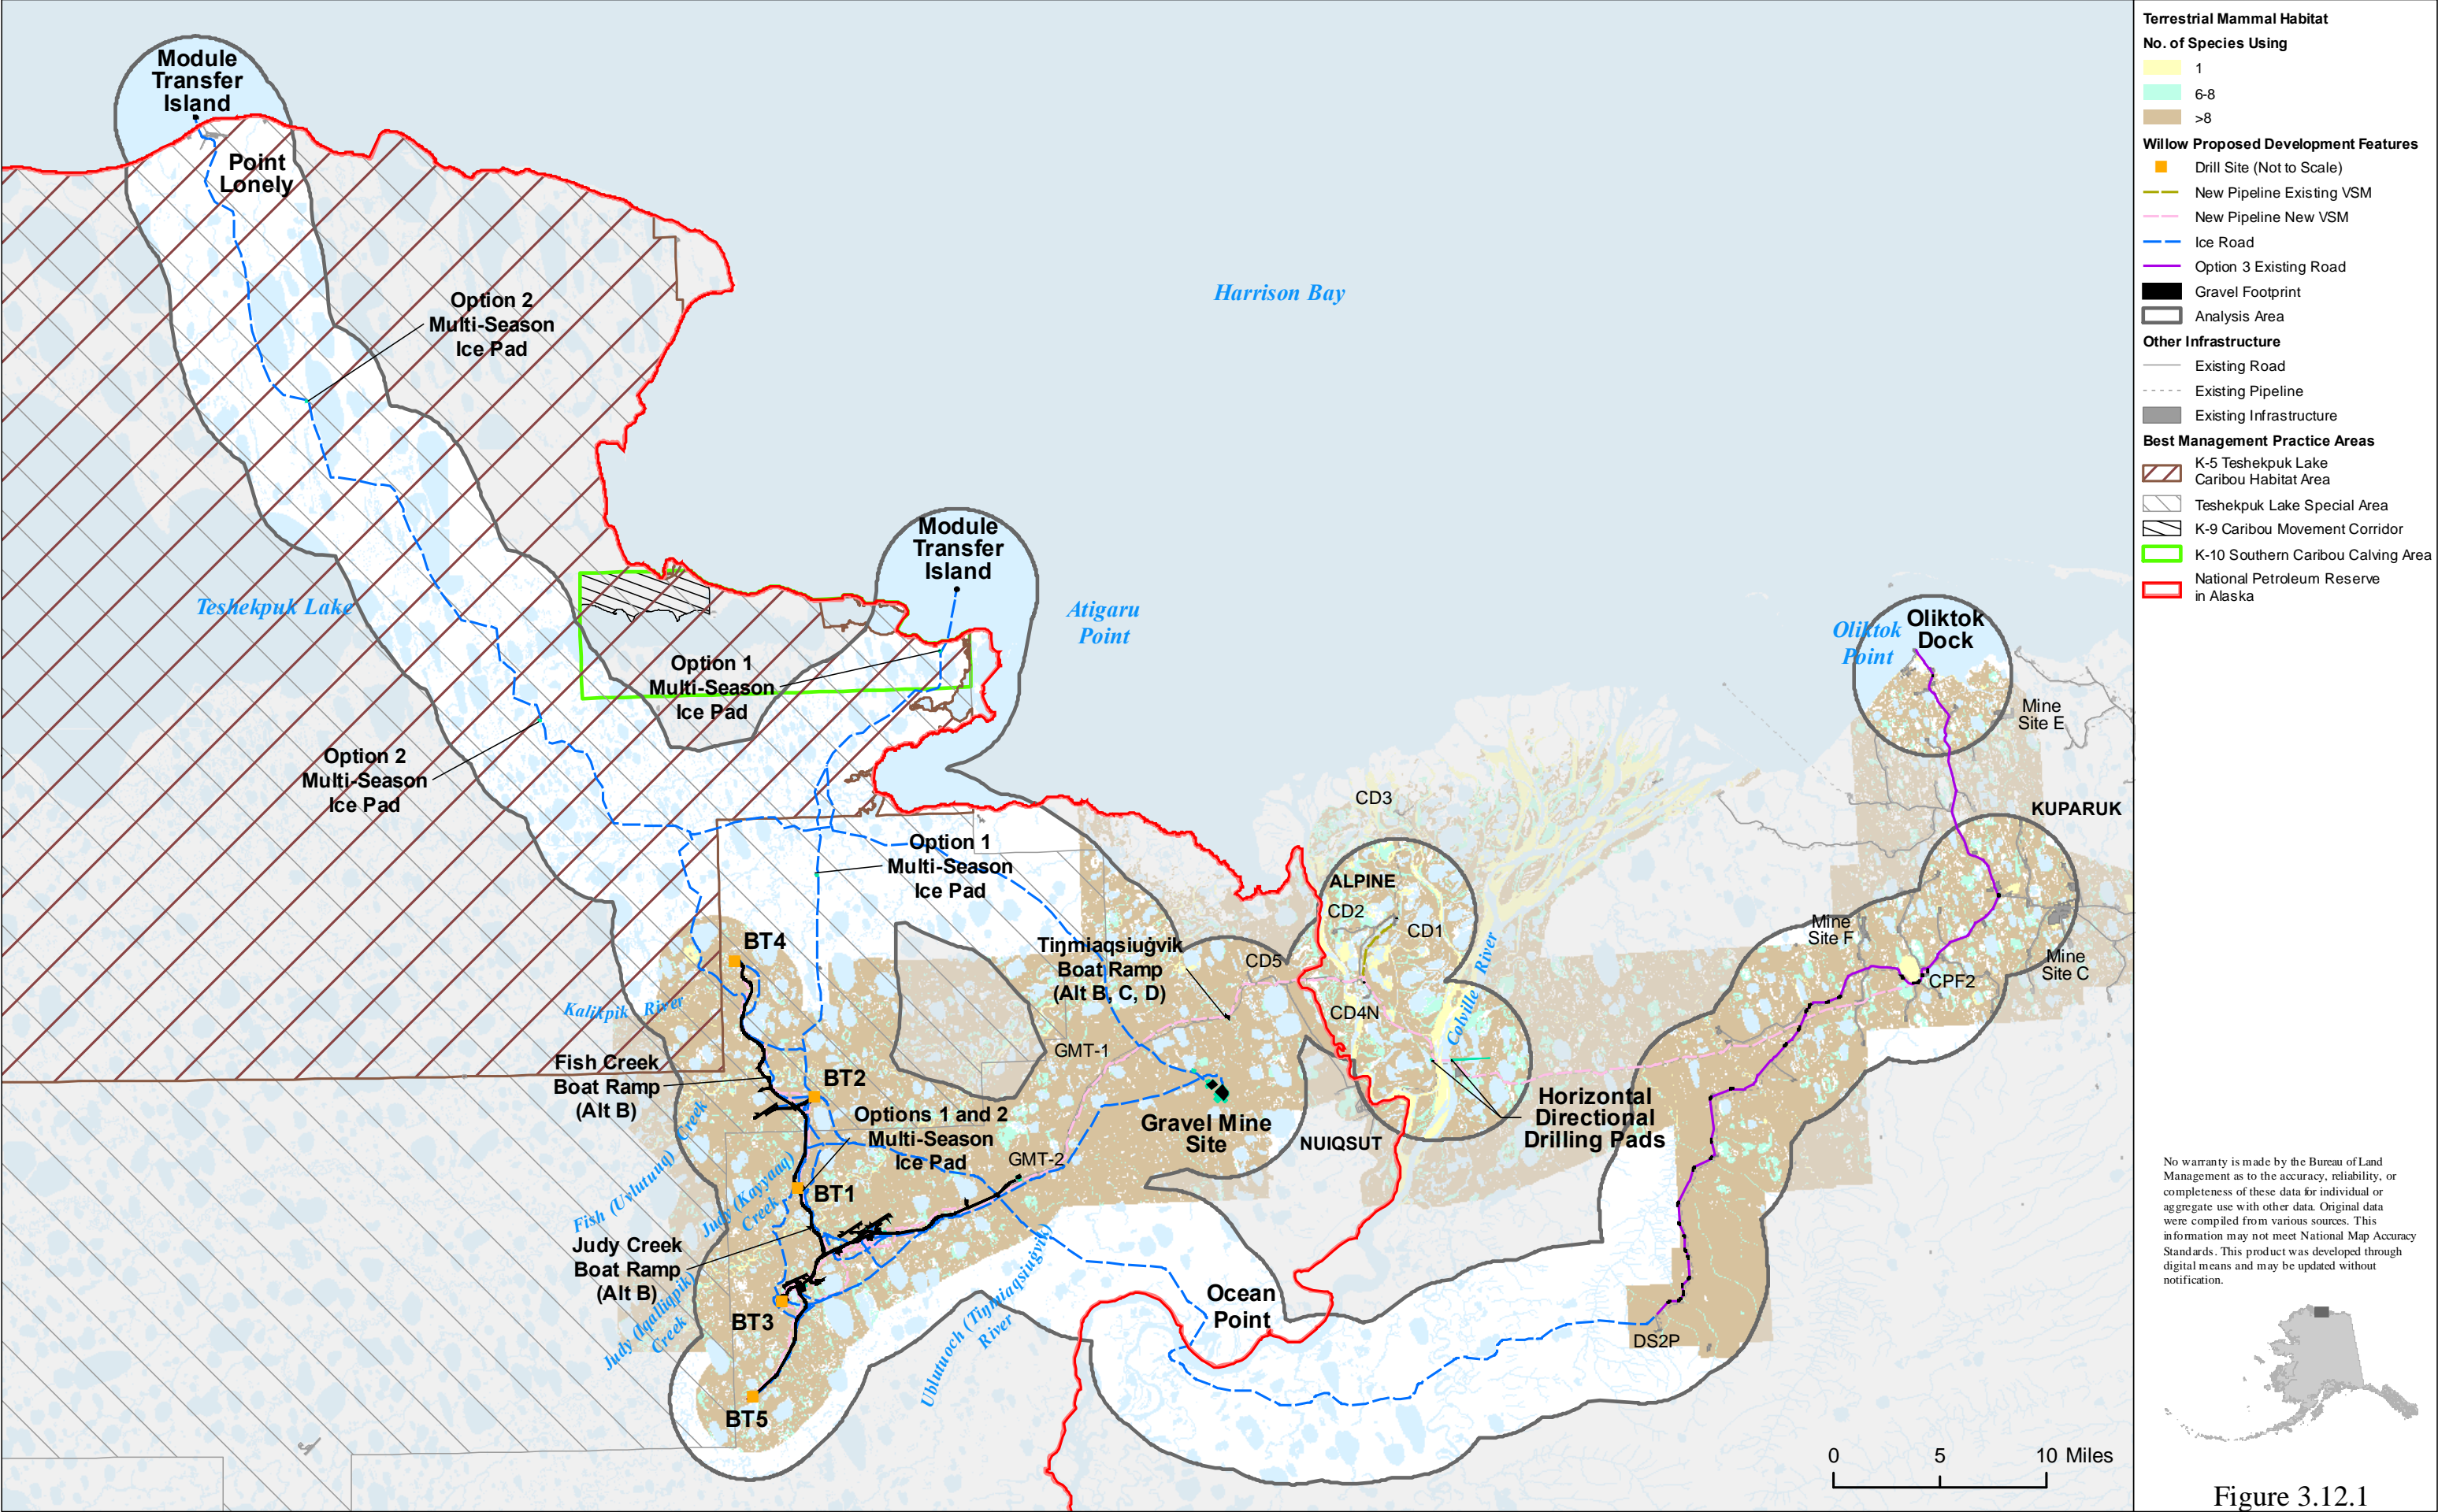 Module
Transfer
Island
Point
Lonely
Option 2
Multi-Season
Ice Pad
Harrison Bay
Teshekpuk Lake
Module
Transfer
Island
Atigaru
Point
Option 1
Multi-Season
Ice Pad
Option 2
Multi-Season
Ice Pad
Option 1
Multi-Season
Ice Pad
Oliktok
Point
Oliktok
Dock
Mine
Site E
KUPARUK
CD3
ALPINE
CD2
CD1
CD5
CD4N
Colville River
Mine
Site F
Mine
Site C
CPF2
BT4
Tiŋmiaqsiuġvik
Boat Ramp
(Alt B, C, D)
Kalikpik River
GMT-1
Fish Creek
Boat Ramp
(Alt B)
BT2
Options 1 and 2
Multi-Season
Ice Pad
Gravel Mine
Site
NUIQSUT
Horizontal
Directional
Drilling Pads
GMT-2
BT1
Fish (Uvlutuuq) Creek
Judy (Kayyaaq)
Creek
Judy Creek
Boat Ramp
(Alt B)
Judy (Iqalliqpik)
Creek
BT3
Ublutuoch (Tiŋmiaqsiuġvik)
River
Ocean
Point
DS2P
BT5
0 5 10 Miles
Terrestrial Mammal Habitat
No. of Species Using
1
6-8
>8
Willow Proposed Development Features
Drill Site (Not to Scale)
New Pipeline Existing VSM
New Pipeline New VSM
Ice Road
Option 3 Existing Road
Gravel Footprint
Analysis Area
Other Infrastructure
Existing Road
Existing Pipeline
Existing Infrastructure
Best Management Practice Areas
K-5 Teshekpuk Lake
Caribou Habitat Area
Teshekpuk Lake Special Area
K-9 Caribou Movement Corridor
K-10 Southern Caribou Calving Area
National Petroleum Reserve
in Alaska
No warranty is made by the Bureau of Land
Management as to the accuracy, reliability, or
completeness of these data for individual or
aggregate use with other data. Original data
were compiled from various sources. This
information may not meet National Map Accuracy
Standards. This product was developed through
digital means and may be updated without
notification.
Figure 3.12.1